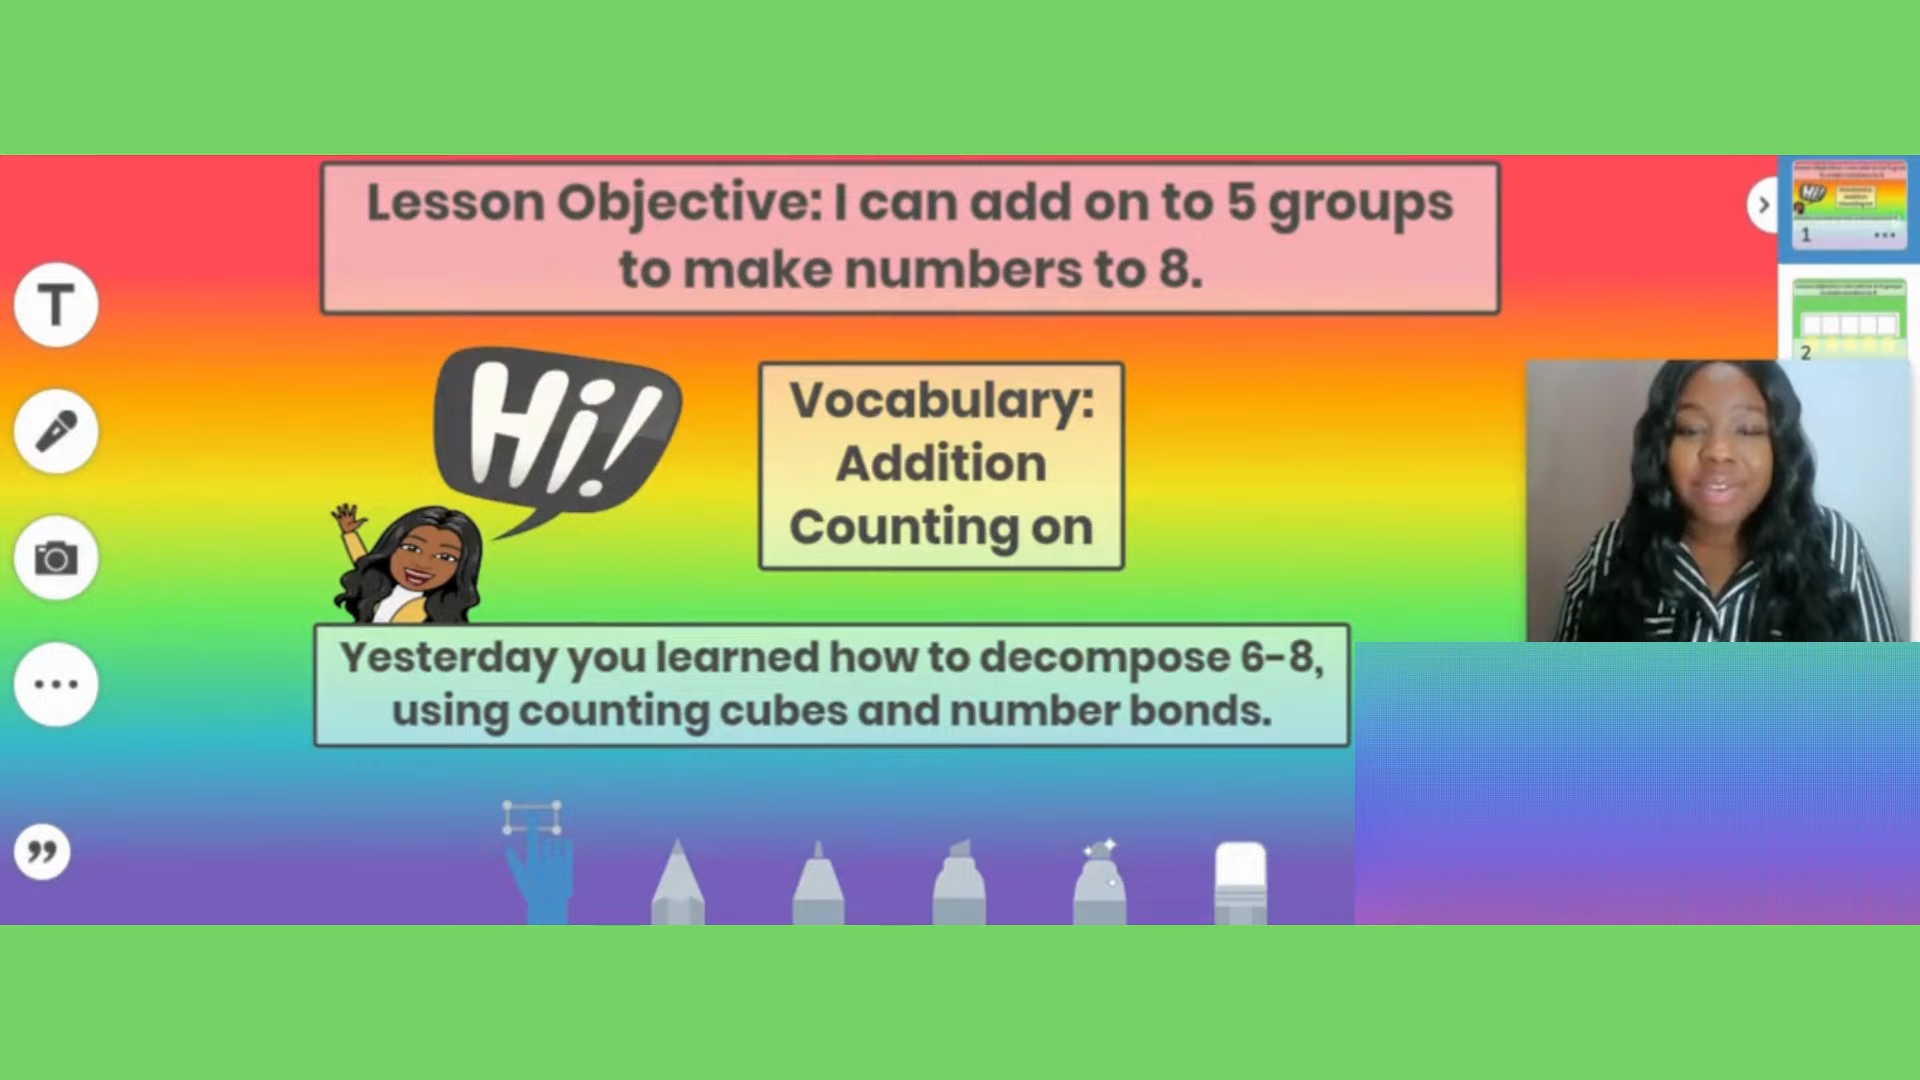 Lesson Objective: I can add on to 5 groups
to make numbers to 8.
Hi!
Vocabulary:
Addition
Counting on
Yesterday you learned how to decompose 6-8,
using counting cubes and number bonds.
T
1
2